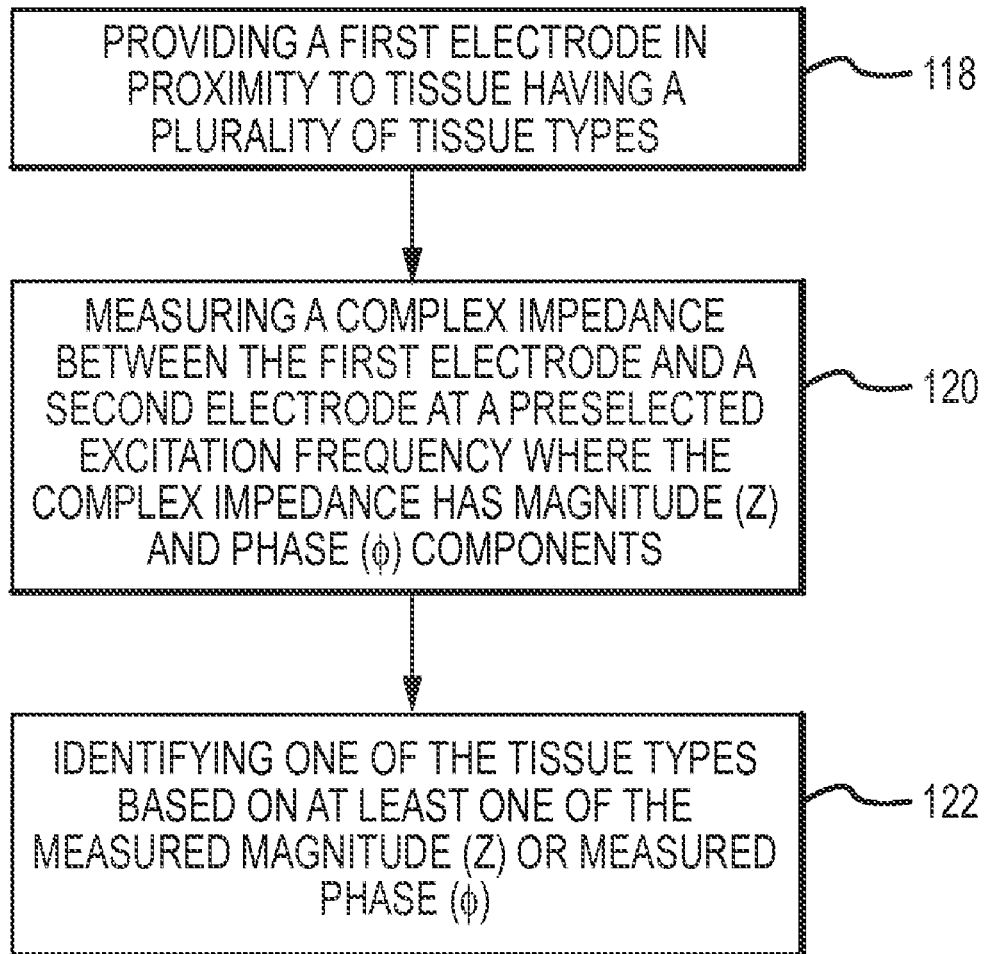 PROVIDING A FIRST ELECTRODE IN
PROXIMITY TO TISSUE HAVING A
PLURALITY OF TISSUE TYPES
118
MEASURING A COMPLEX IMPEDANCE
BETWEEN THE FIRST ELECTRODE AND A
SECOND ELECTRODE AT A PRESELECTED
EXCITATION FREQUENCY WHERE THE
COMPLEX IMPEDANCE HAS MAGNITUDE (Z)
AND PHASE (ϕ) COMPONENTS
120
IDENTIFYING ONE OF THE TISSUE TYPES
BASED ON AT LEAST ONE OF THE
MEASURED MAGNITUDE (Z) OR MEASURED
PHASE (ϕ)
122